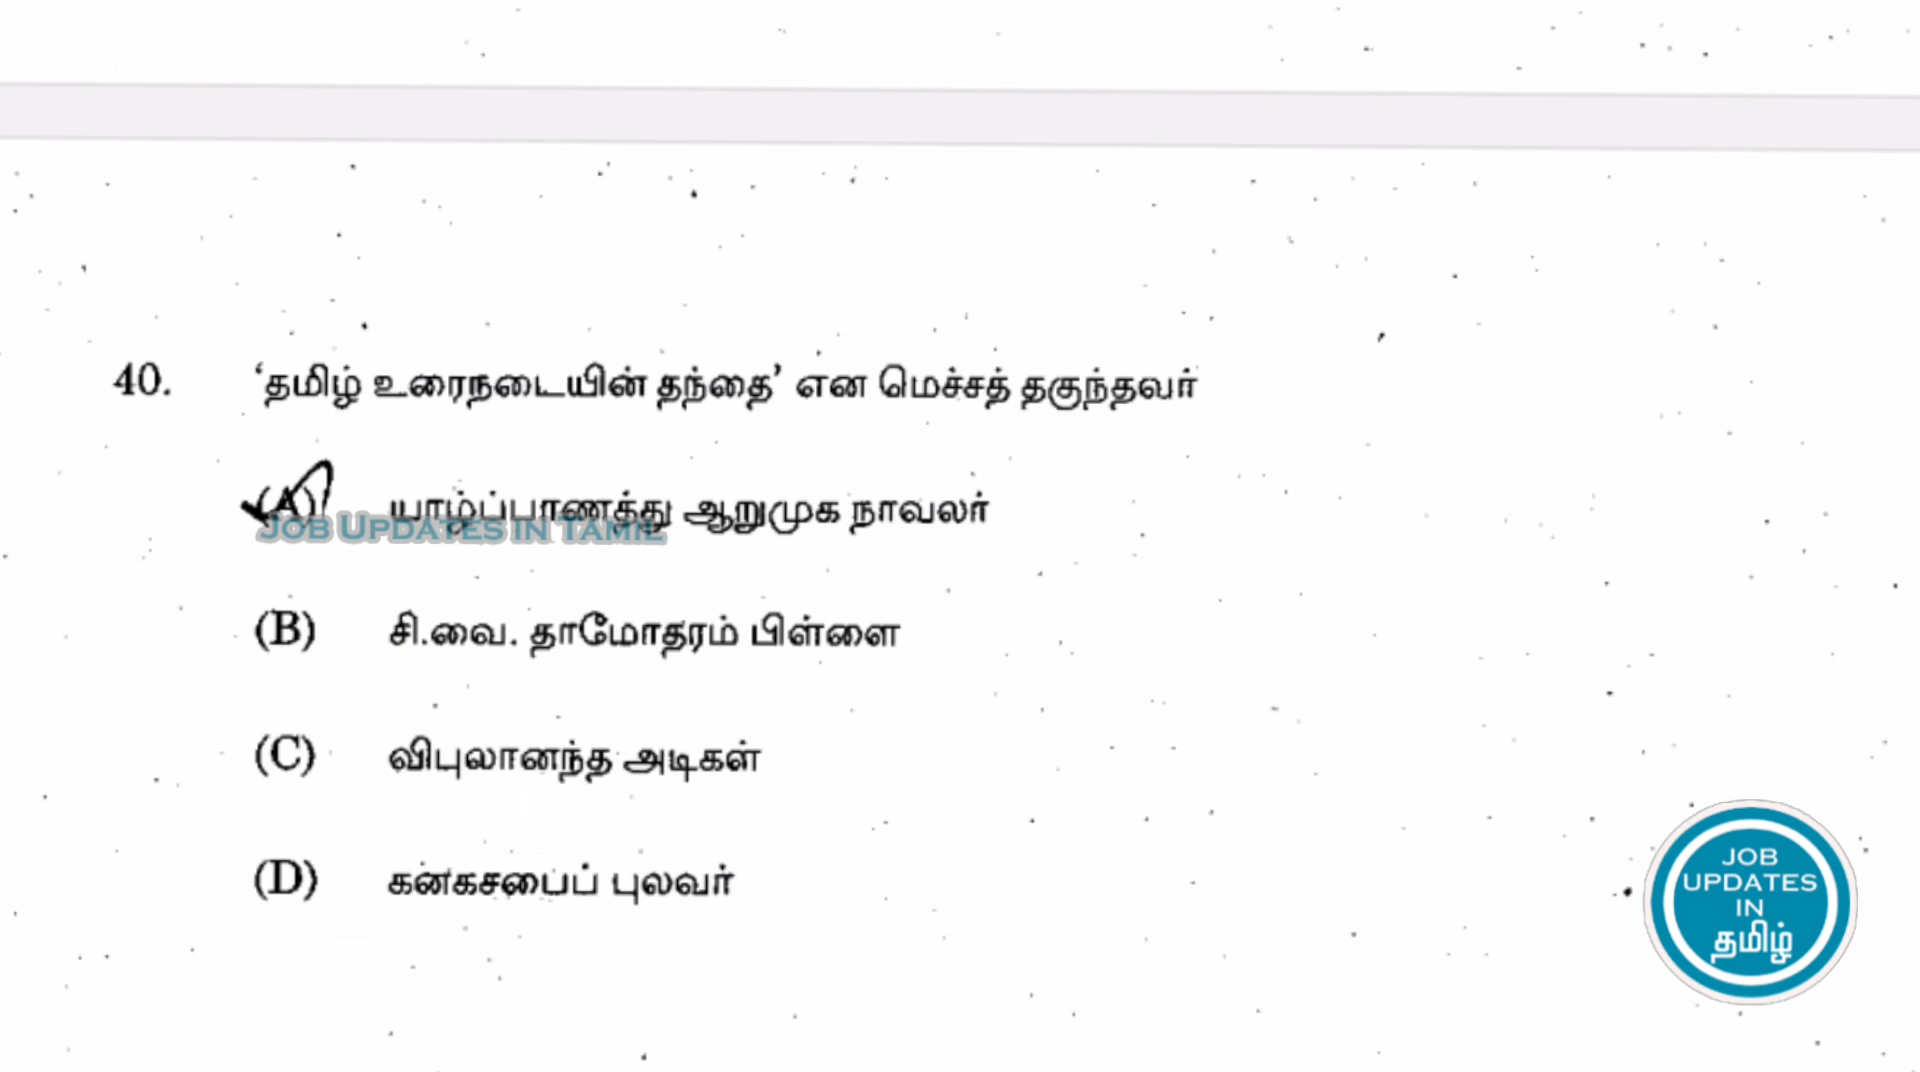 40. ‘தமிழ் உரைநடையின் தந்தை’ என மெச்சத் தகுந்தவர்
(A) யாழ்ப்பாணத்து ஆறுமுக நாவலர்
JOB UPDATES IN TAMIL
(B) சி.வை. தாமோதரம் பிள்ளை
(C) விபுலானந்த அடிகள்
(D) கனகசபைப் புலவர்
JOB
UPDATES
IN
தமிழ்